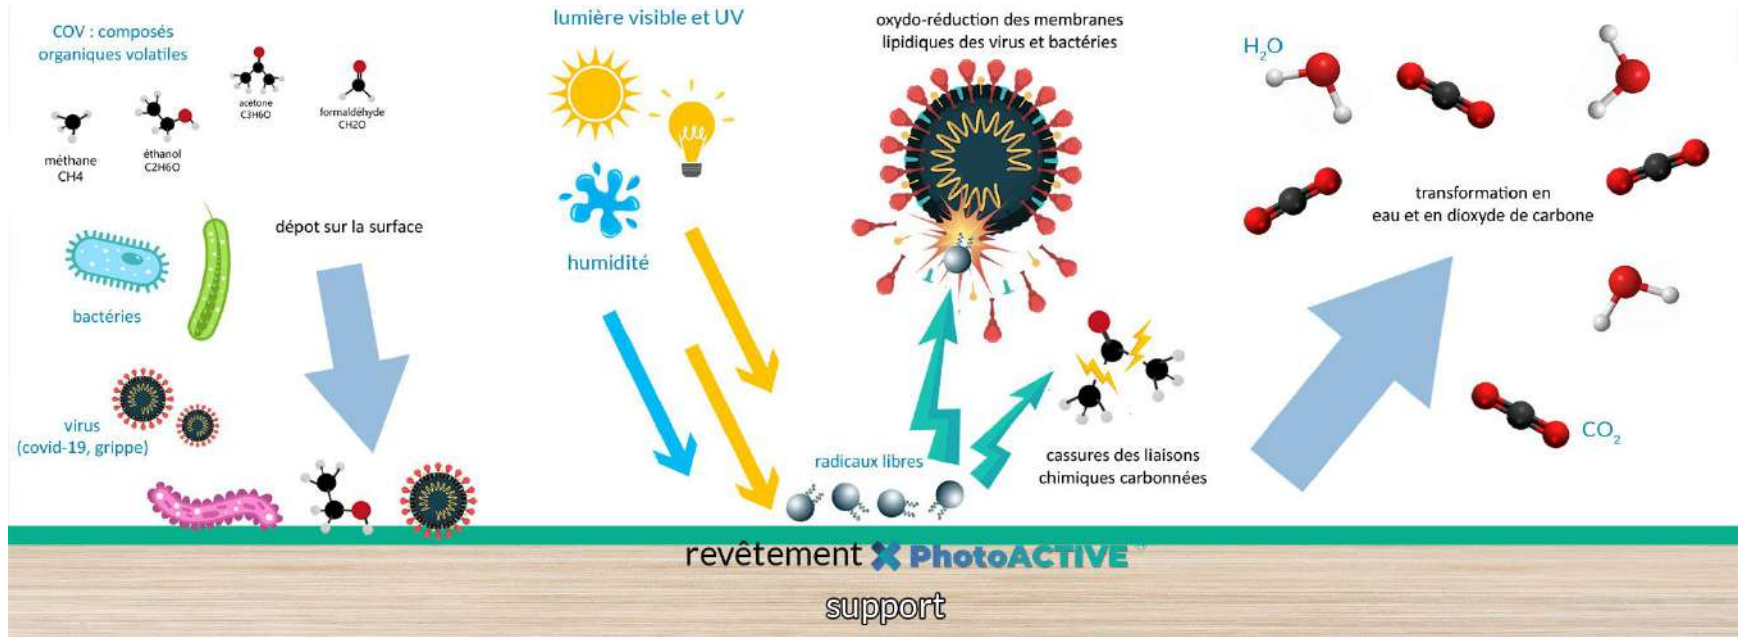 COV : composés
organiques volatiles
méthane
CH4
éthanol
C2H6O
acétone
C3H6O
formaldéhyde
CH2O
bactéries
dépot sur la surface
virus
(covid-19, grippe)
lumière visible et UV
humidité
radicaux libres
oxydo-réduction des membranes
lipidiques des virus et bactéries
cassures des liaisons
chimiques carbonnées
H₂O
transformation en
eau et en dioxyde de carbone
CO₂
revêtement PhotoACTIVE
support